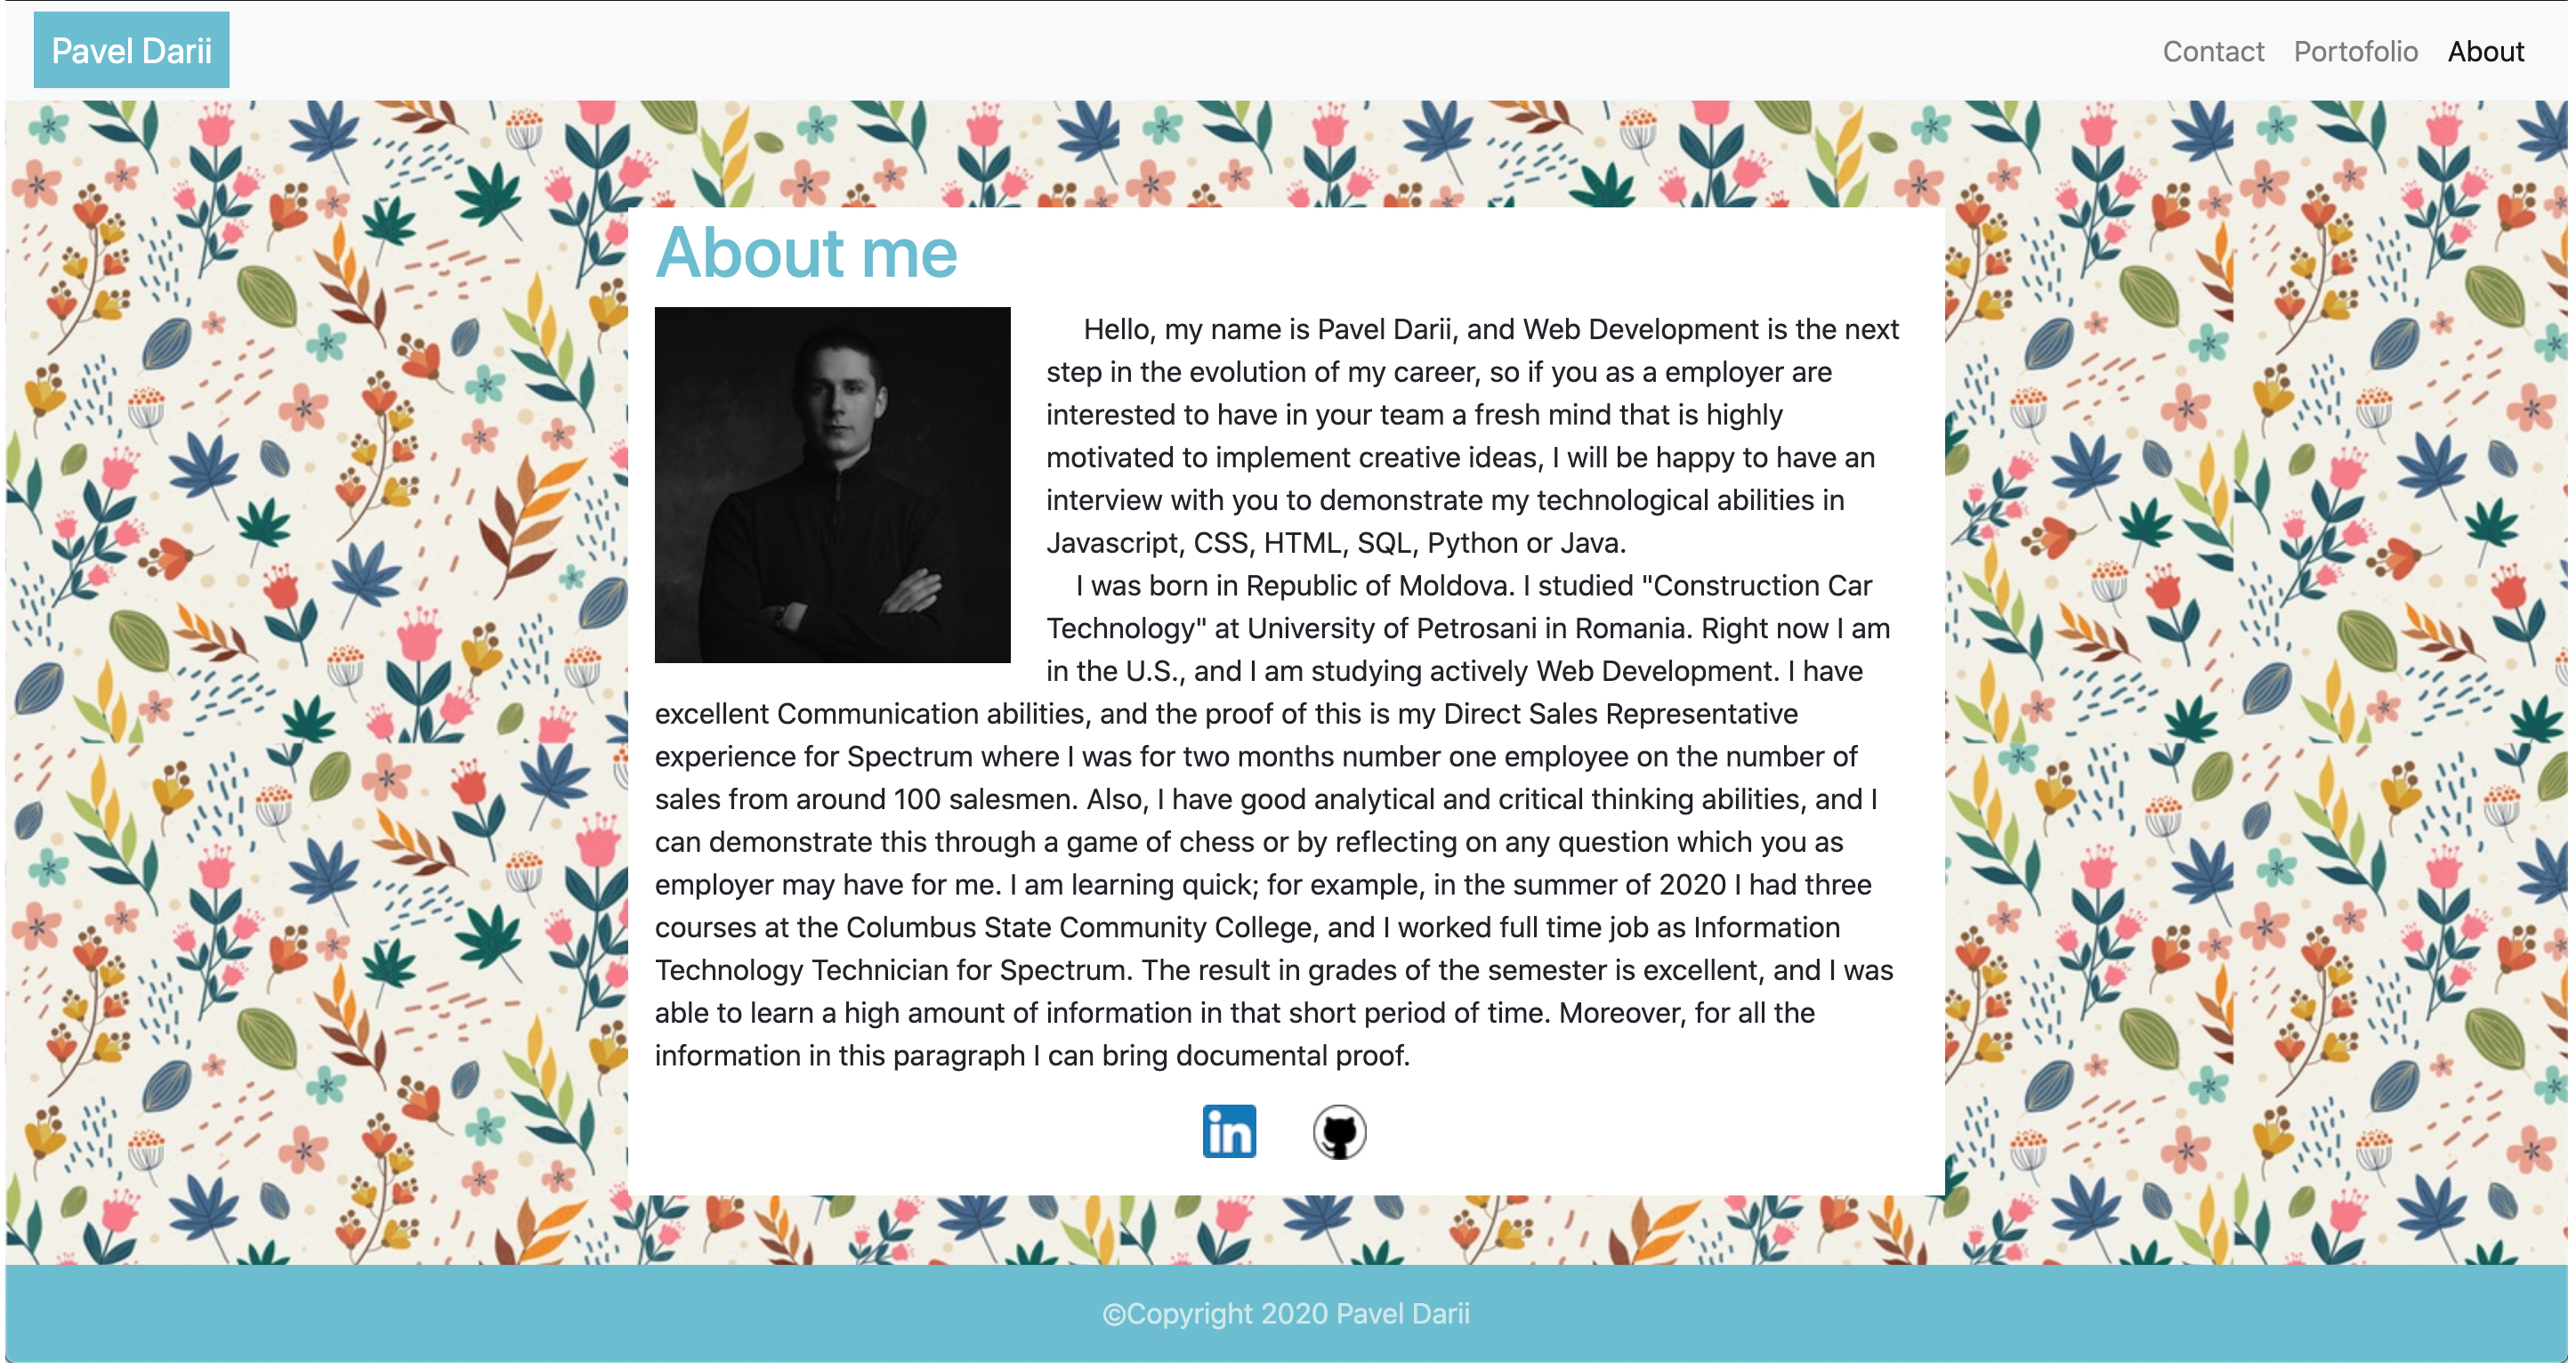 Pavel Darii
Contact Portofolio About
About me
Hello, my name is Pavel Darii, and Web Development is the next
step in the evolution of my career, so if you as a employer are
interested to have in your team a fresh mind that is highly
motivated to implement creative ideas, I will be happy to have an
interview with you to demonstrate my technological abilities in
Javascript, CSS, HTML, SQL, Python or Java.
I was born in Republic of Moldova. I studied "Construction Car
Technology" at University of Petrosani in Romania. Right now I am
in the U.S., and I am studying actively Web Development. I have
excellent Communication abilities, and the proof of this is my Direct Sales Representative
experience for Spectrum where I was for two months number one employee on the number of
sales from around 100 salesmen. Also, I have good analytical and critical thinking abilities, and I
can demonstrate this through a game of chess or by reflecting on any question which you as
employer may have for me. I am learning quick; for example, in the summer of 2020 I had three
courses at the Columbus State Community College, and I worked full time job as Information
Technology Technician for Spectrum. The result in grades of the semester is excellent, and I was
able to learn a high amount of information in that short period of time. Moreover, for all the
information in this paragraph I can bring documental proof.
in
©Copyright 2020 Pavel Darii